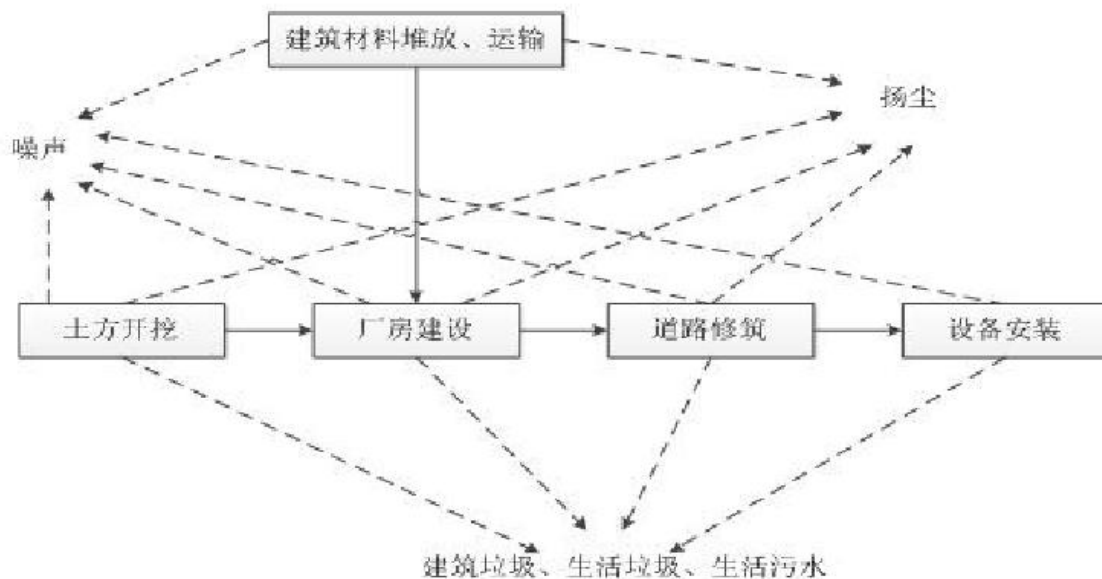 建筑材料堆放、运输
扬尘
噪声
土方开挖
厂房建设
道路修筑
设备安装
建筑垃圾、生活垃圾、生活污水